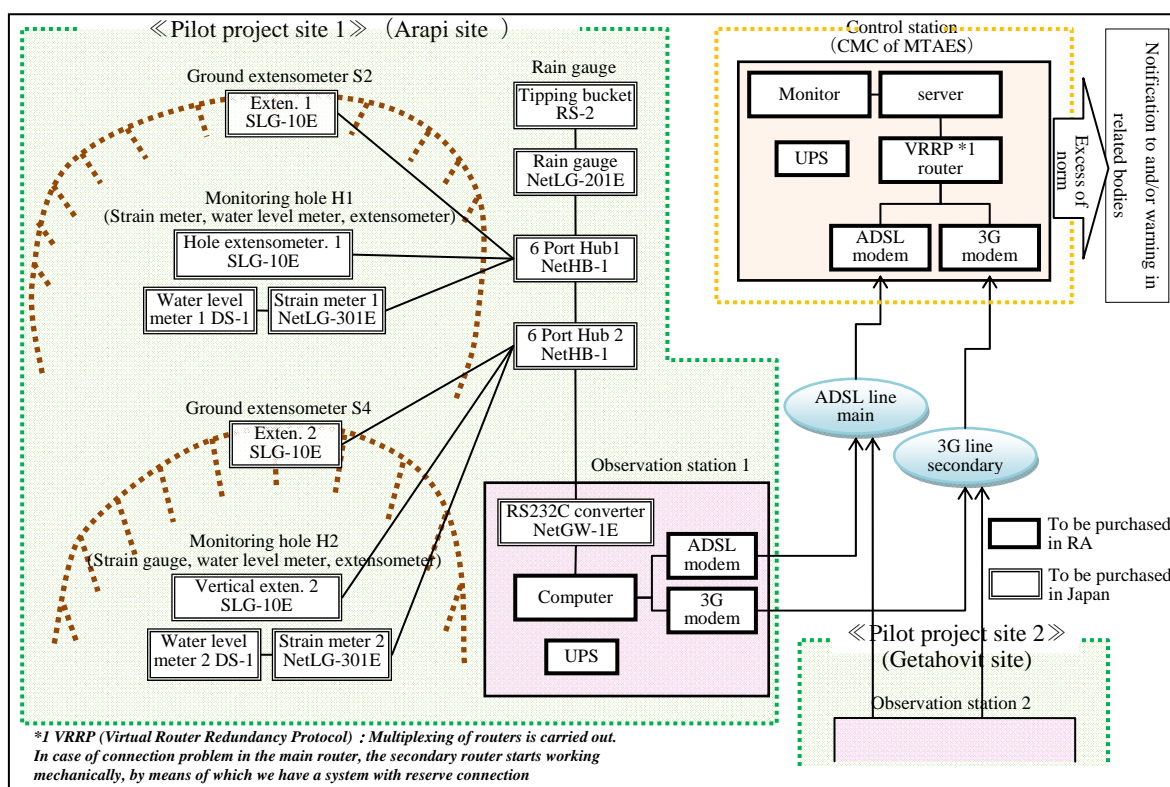 ≪Pilot project site 1≫ (Arapi site )
Ground extensometer S2
Exten. 1
SLG-10E
Monitoring hole H1
(Strain meter, water level meter, extensometer)
Hole extensometer. 1
SLG-10E
Water level
meter 1 DS-1
Strain meter 1
NetLG-301E
Ground extensometer S4
Exten. 2
SLG-10E
Monitoring hole H2
(Strain gauge, water level meter, extensometer)
Vertical exten. 2
SLG-10E
Water level
meter 2 DS-1
Strain meter 2
NetLG-301E
Rain gauge
Tipping bucket
RS-2
Rain gauge
NetLG-201E
6 Port Hub1
NetHB-1
6 Port Hub 2
NetHB-1
Observation station 1
RS232C converter
NetGW-1E
Computer
ADSL
modem
3G
modem
UPS
Control station
(CMC of MTAES)
Monitor
server
UPS
VRRP *1
router
ADSL
modem
3G
modem
Excess of
norm
Notification to and/or warning in
related bodies
ADSL line
main
3G line
secondary
To be purchased
in RA
To be purchased
in Japan
≪Pilot project site 2≫
(Getahovit site)
Observation station 2
*1 VRRP (Virtual Router Redundancy Protocol) : Multiplexing of routers is carried out.
In case of connection problem in the main router, the secondary router starts working
mechanically, by means of which we have a system with reserve connection